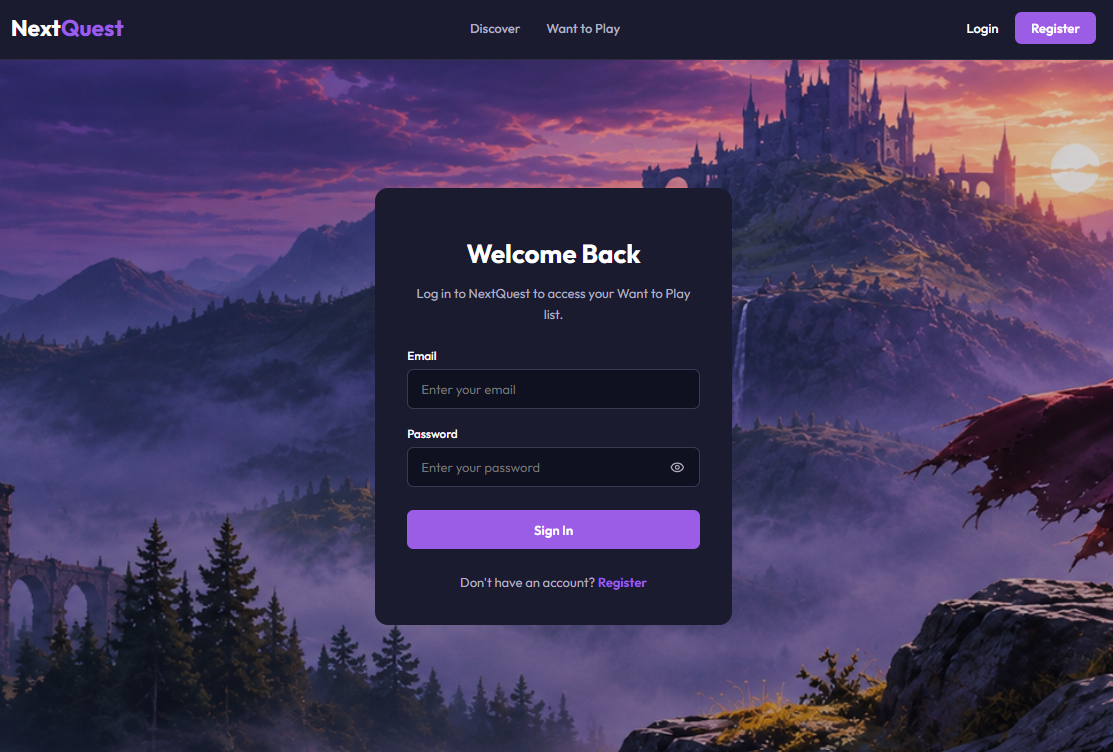 NextQuest
Discover
Want to Play
Login
Register
Welcome Back
Log in to NextQuest to access your Want to Play
list.
Email
Enter your email
Password
Enter your password
Sign In
Don't have an account? Register